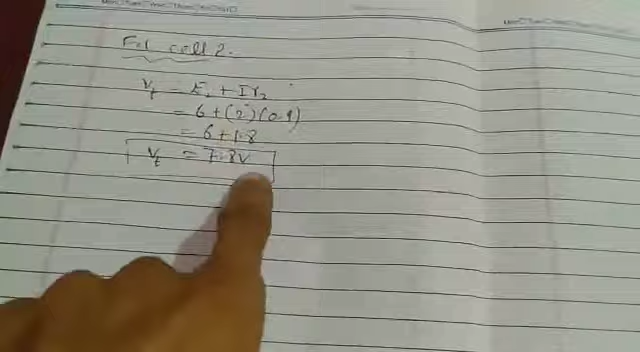 For cell 2.
Vt = E2 + Ir2
= 6 + (2)(0.9)
= 6 + 1.8
Vt = 7.8V